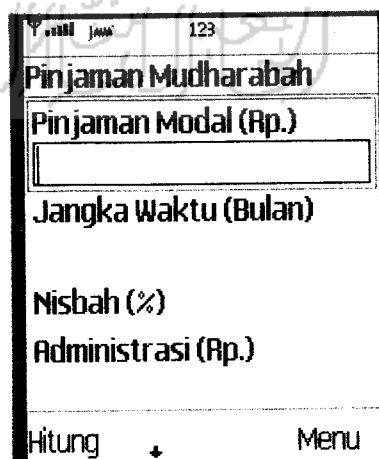 123
Pinjaman Mudharabah
Pinjaman Modal (Rp.)
Jangka Waktu (Bulan)
Nisbah (%)
Administrasi (Rp.)
Hitung Menu